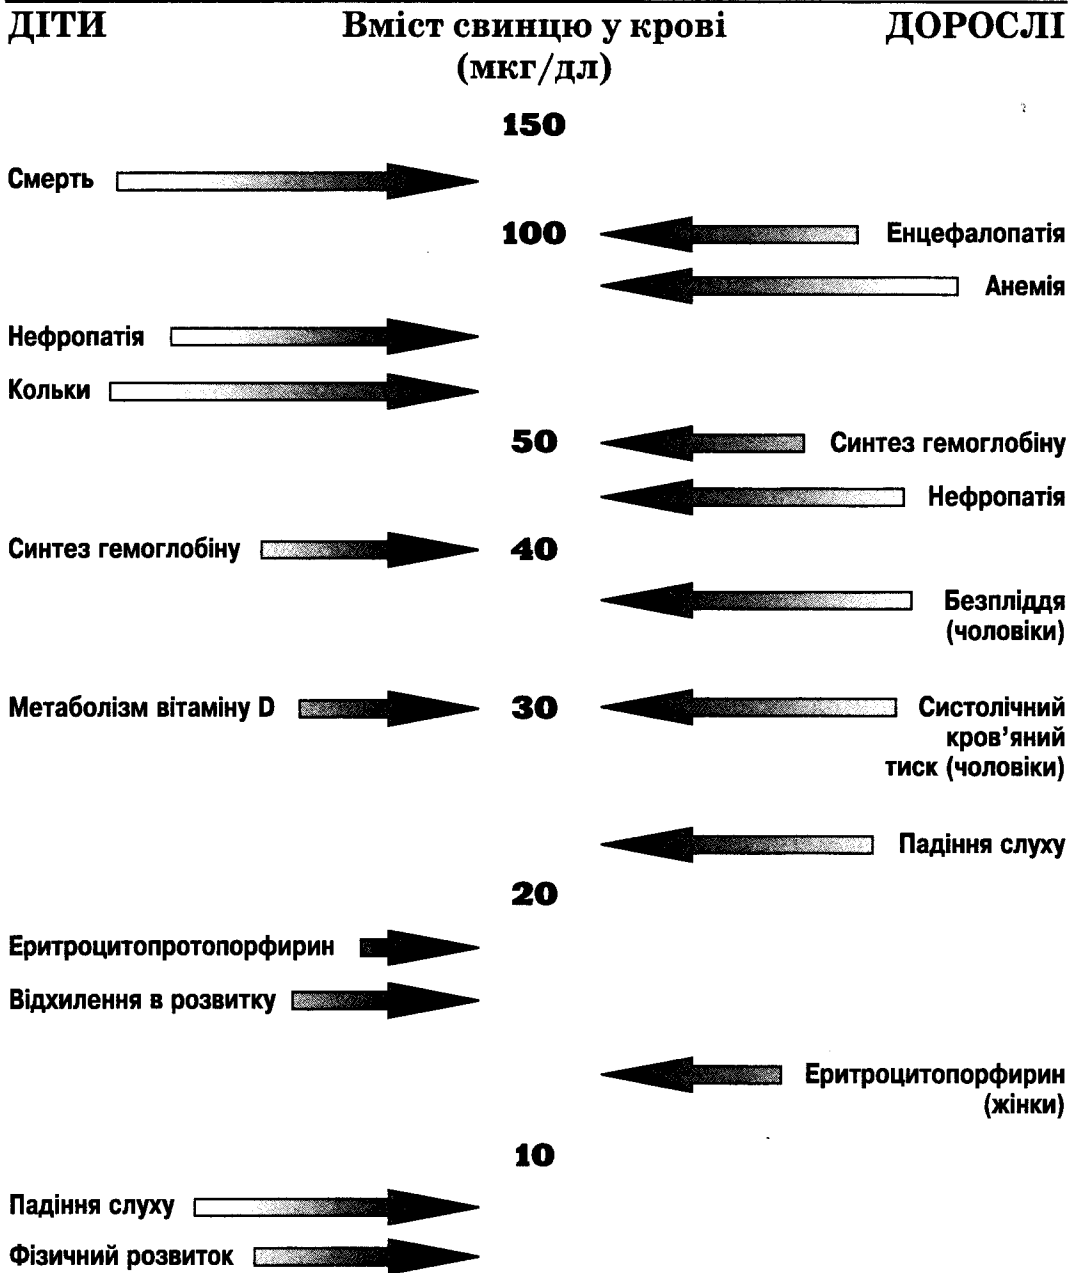 ДІТИ Вміст свинцю у крові ДОРОСЛІ
(мкг/дл)
150
Смерть
100 Енцефалопатія
Анемія
Нефропатія
Кольки
50 Синтез гемоглобіну
Нефропатія
Синтез гемоглобіну 40
Безпліддя
(чоловіки)
Метаболізм вітаміну D 30 Систолічний
кров’яний
тиск (чоловіки)
Падіння слуху
20
Еритроцитопротопорфирин
Відхилення в розвитку
Еритроцитопорфирин
(жінки)
10
Падіння слуху
Фізичний розвиток